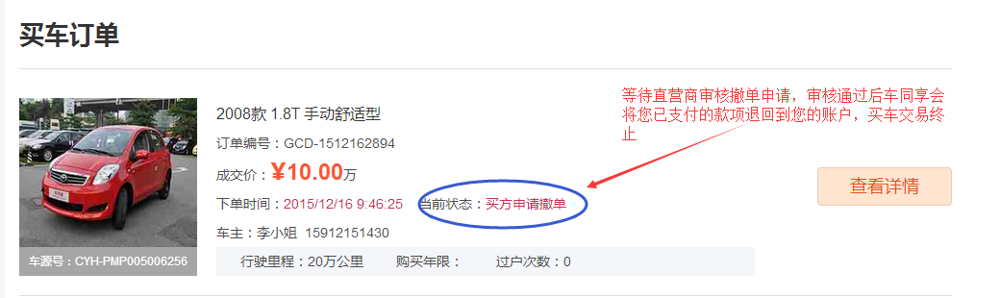 买车订单
等待直营商审核撤单申请，审核通过后车同享会
将您已支付的款项退回到您的账户，买车交易终
止
2008款 1.8T 手动舒适型
订单编号：GCD-1512162894
成交价：¥10.00万
查看详情
下单时间：2015/12/16 9:46:25 当前状态：买方申请撤单
车主：李小姐 15912151430
车源号：CYH-PMP005006256
行驶里程：20万公里 购买年限： 过户次数：0